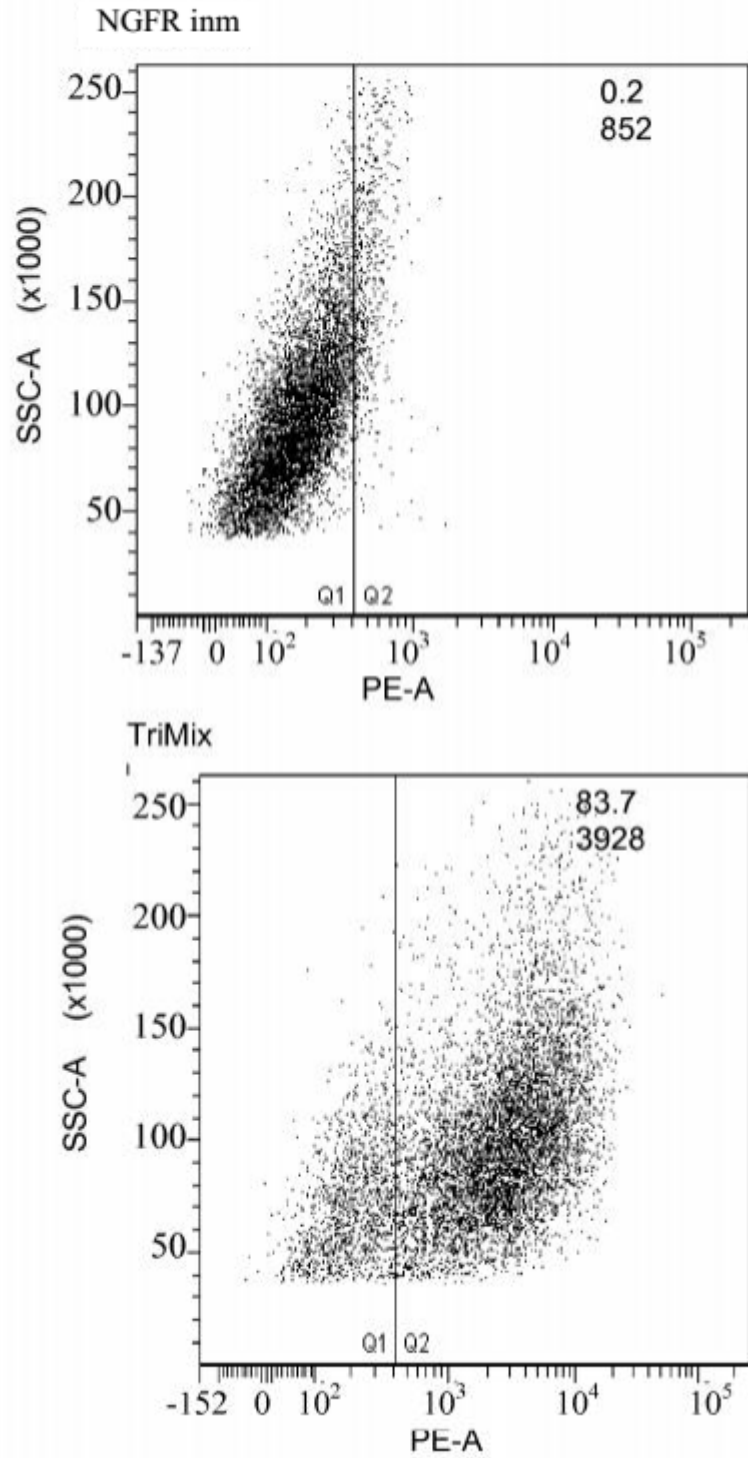 NGFR inm
250
0.2
852
200
SSC-A (x1000)
150
100
50
Q1 Q2
-137 0 10² 10³ 10⁴ 10⁵
PE-A
TriMix
250
83.7
3928
200
SSC-A (x1000)
150
100
50
Q1 Q2
-152 0 10² 10³ 10⁴ 10⁵
PE-A